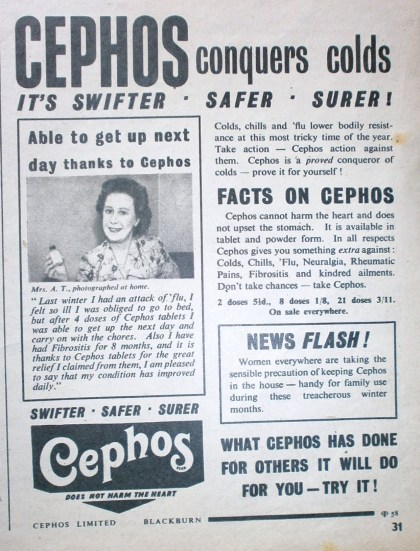 CEPHOS conquers colds
IT'S SWIFTER · SAFER · SURER!
Able to get up next
day thanks to Cephos
Mrs. A. T., photographed at home.
" Last winter I had an attack of 'flu, I
felt so ill I was obliged to go to bed,
but after 4 doses of Cephos tablets I
was able to get up the next day and
carry on with the chores. Also I have
had Fibrositis for 8 months, and it is
thanks to Cephos tablets for the great
relief I claimed from them, I am pleased
to say that my condition has improved
daily."
SWIFTER · SAFER · SURER
Cephos
DOES NOT HARM THE HEART
CEPHOS LIMITED BLACKBURN
Colds, chills and 'flu lower bodily resist-
ance at this most tricky time of the year.
Take action — Cephos action against
them. Cephos is a proved conqueror of
colds — prove it for yourself !
FACTS ON CEPHOS
Cephos cannot harm the heart and does
not upset the stomach. It is available in
tablet and powder form. In all respects
Cephos gives you something extra against :
Colds, Chills, 'Flu, Neuralgia, Rheumatic
Pains, Fibrositis and kindred ailments.
Don't take chances — take Cephos.
2 doses 5½d., 8 doses 1/8, 21 doses 3/11.
On sale everywhere.
NEWS FLASH!
Women everywhere are taking the
sensible precaution of keeping Cephos
in the house — handy for family use
during these treacherous winter
months.
WHAT CEPHOS HAS DONE
FOR OTHERS IT WILL DO
FOR YOU — TRY IT !
58
31